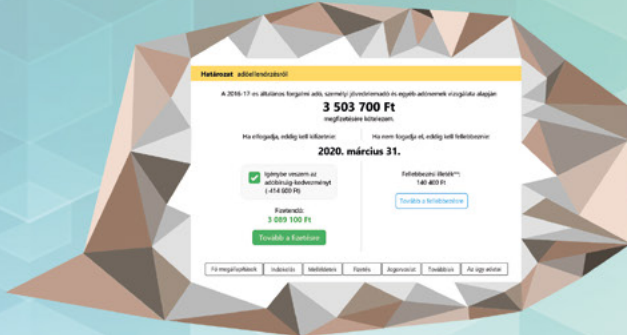 Határozat adóellenőrzésről
A 2016-17-es általános forgalmi adó, személyi jövedelemadó és egyéb adónemek vizsgálata alapján
3 503 700 Ft
megfizetésére kötelezem.
Ha elfogadja, eddig kell kifizetnie:
Ha nem fogadja el, eddig kell fellebbeznie:
2020. március 31.
Igénybe veszem az
adóbírság-kedvezményt
(-414 600 Ft)
Fizetendő:
3 089 100 Ft
Tovább a fizetésre
Fellebbezési illeték**:
140 400 Ft
Tovább a fellebbezésre
Fő megállapítások Indokolás Mellékletek Fizetés Jogorvoslat Továbbiak Az ügy adatai